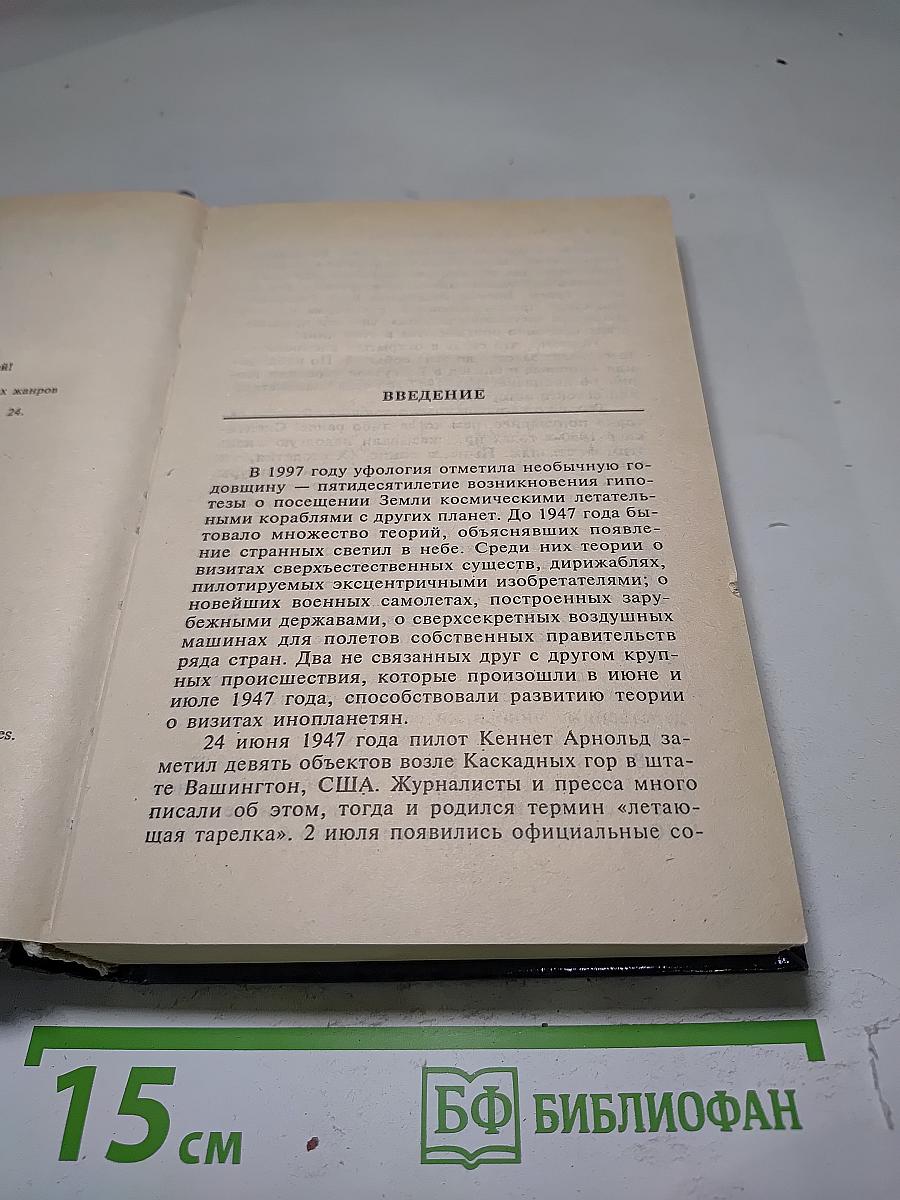 ей!
х жанров
24.
es.
ВВЕДЕНИЕ
В 1997 году уфология отметила необычную го-
довщину — пятидесятилетие возникновения гипо-
тезы о посещении Земли космическими летатель-
ными кораблями с других планет. До 1947 года бы-
товало множество теорий, объяснявших появле-
ние странных светил в небе. Среди них теории о
визитах сверхъестественных существ, дирижаблях,
пилотируемых эксцентричными изобретателями; о
новейших военных самолетах, построенных зару-
бежными державами, о сверхсекретных воздушных
машинах для полетов собственных правительств
ряда стран. Два не связанных друг с другом круп-
ных происшествия, которые произошли в июне и
июле 1947 года, способствовали развитию теории
о визитах инопланетян.
24 июня 1947 года пилот Кеннет Арнольд за-
метил девять объектов возле Каскадных гор в шта-
те Вашингтон, США. Журналисты и пресса много
писали об этом, тогда и родился термин «летаю-
щая тарелка». 2 июля появились официальные со-
15 см
БФ БИБЛИОФАН